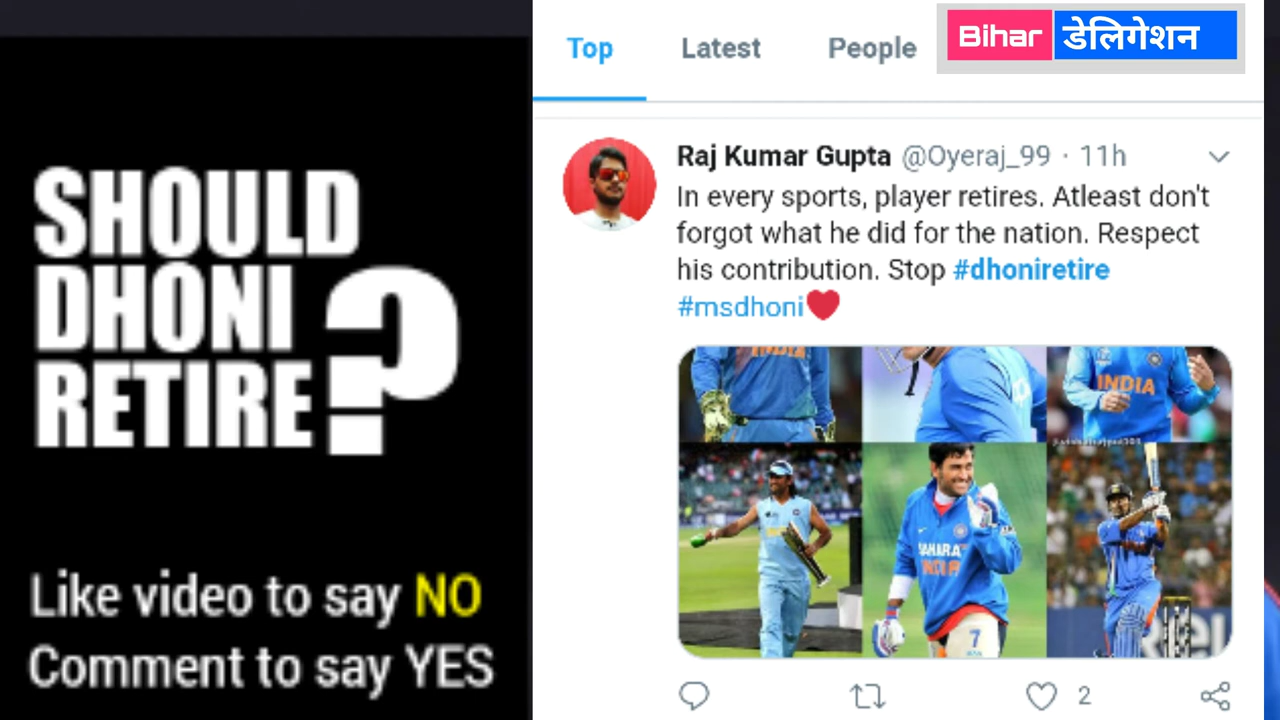 SHOULD
DHONI
RETIRE?
Like video to say NO
Comment to say YES
Top Latest People
Bihar डेलिगेशन
Raj Kumar Gupta @Oyeraj_99 · 11h
In every sports, player retires. Atleast don't
forgot what he did for the nation. Respect
his contribution. Stop #dhoniretire
#msdhoni❤
INDIA
INDIA
SAHARA
INDIA
7
2